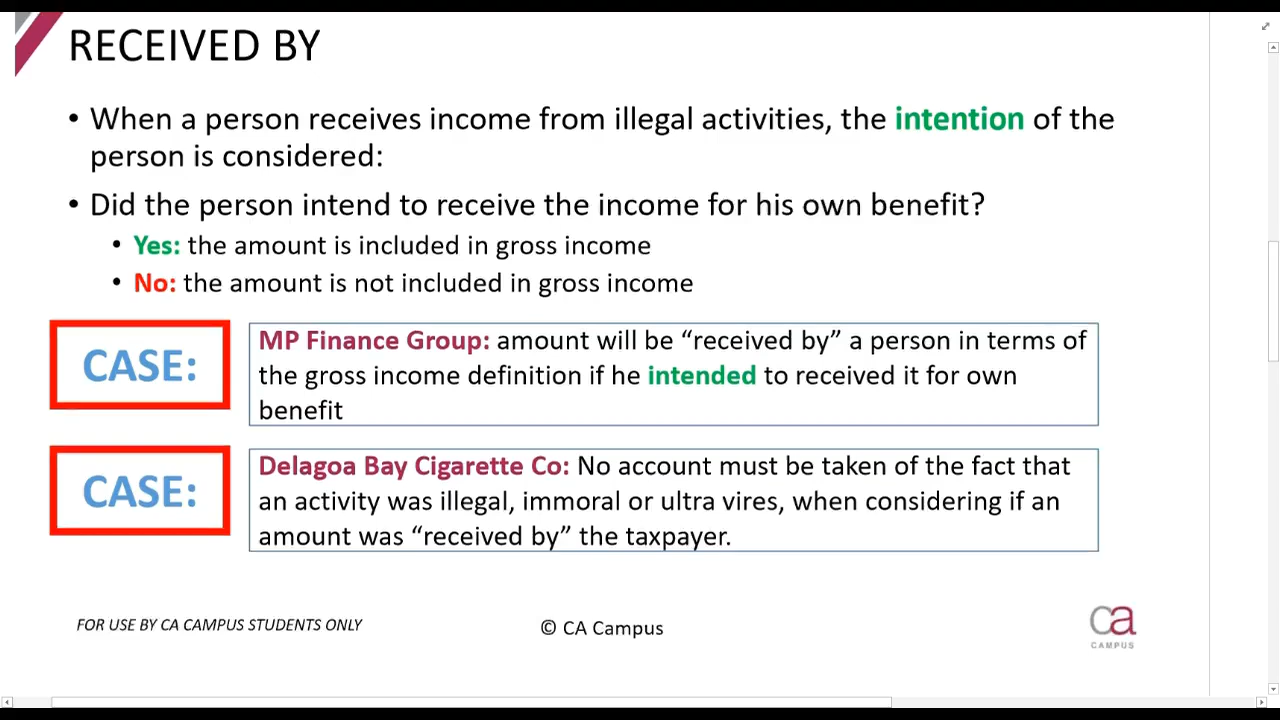 RECEIVED BY
• When a person receives income from illegal activities, the intention of the
person is considered:
• Did the person intend to receive the income for his own benefit?
• Yes: the amount is included in gross income
• No: the amount is not included in gross income
CASE:
MP Finance Group: amount will be “received by” a person in terms of
the gross income definition if he intended to received it for own
benefit
CASE:
Delagoa Bay Cigarette Co: No account must be taken of the fact that
an activity was illegal, immoral or ultra vires, when considering if an
amount was “received by” the taxpayer.
FOR USE BY CA CAMPUS STUDENTS ONLY
© CA Campus
ca
CAMPUS